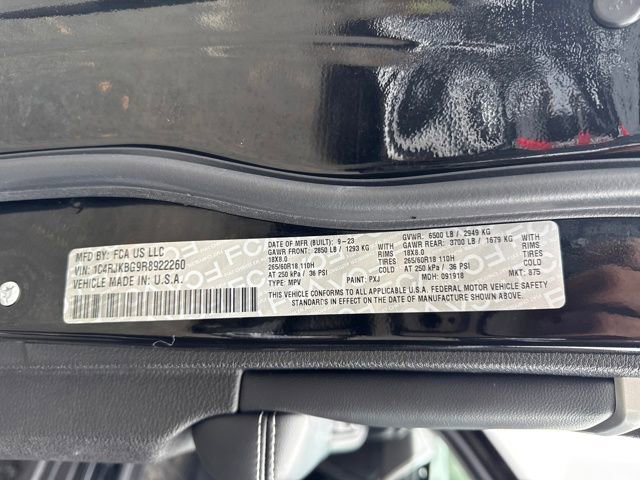 MFD BY: FCA US LLC
VIN: 1C4RJKBG9R8922260
VEHICLE MADE IN: U.S.A.
DATE OF MFR (BUILT): 9-23
GAWR FRONT: 2850 LB / 1293 KG WITH
18X8.0 RIMS
265/60R18 110H TIRES
AT 250 kPa / 36 PSI COLD
TYPE: MPV PAINT: PXJ
GVWR: 6500 LB / 2949 KG
GAWR REAR: 3700 LB / 1679 KG WITH
18X8.0 RIMS
265/60R18 110H TIRES
AT 250 kPa / 36 PSI COLD
MDH: 091918 MKT: 875
THIS VEHICLE CONFORMS TO ALL APPLICABLE U.S.A. FEDERAL MOTOR VEHICLE SAFETY
STANDARDS IN EFFECT ON THE DATE OF MANUFACTURE SHOWN ABOVE.